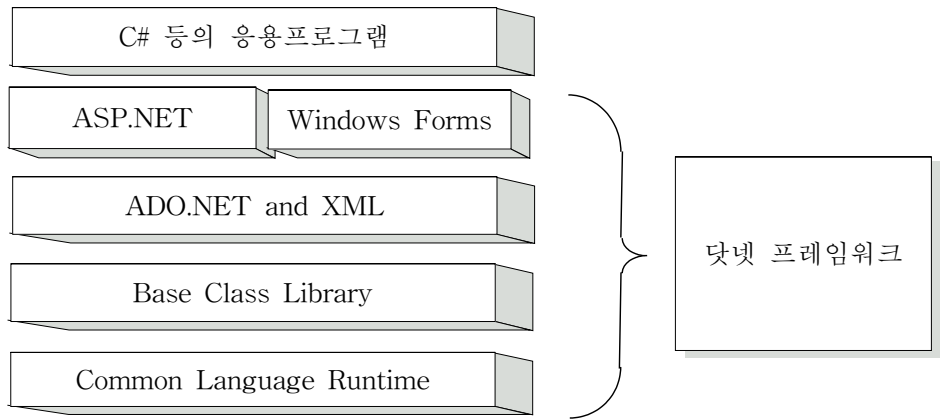 C# 등의 응용프로그램
ASP.NET
Windows Forms
ADO.NET and XML
Base Class Library
Common Language Runtime
닷넷 프레임워크